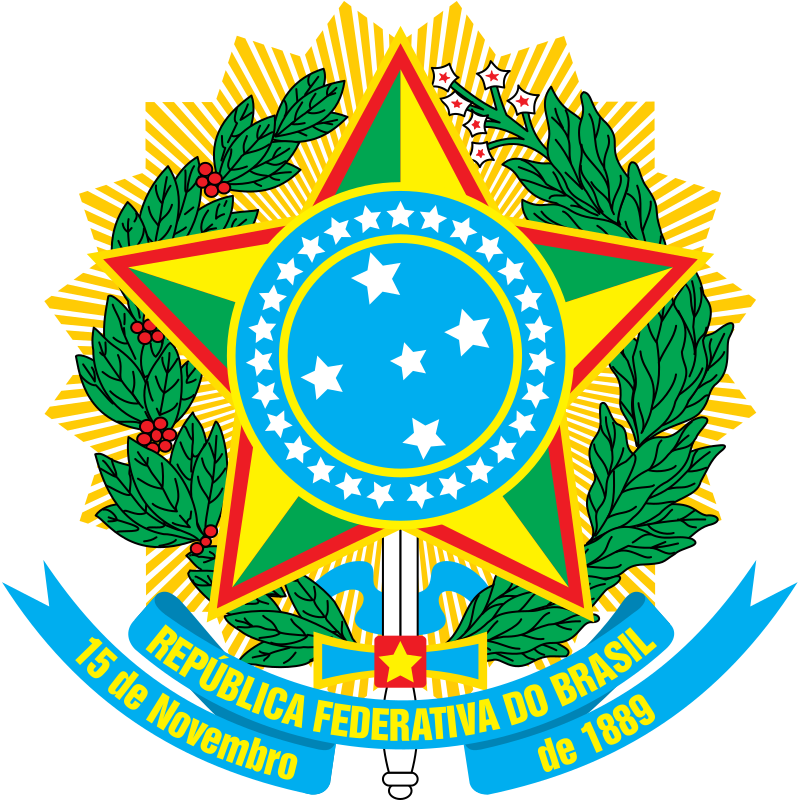 REPÚBLICA FEDERATIVA DO BRASIL
15 de Novembro
de 1889